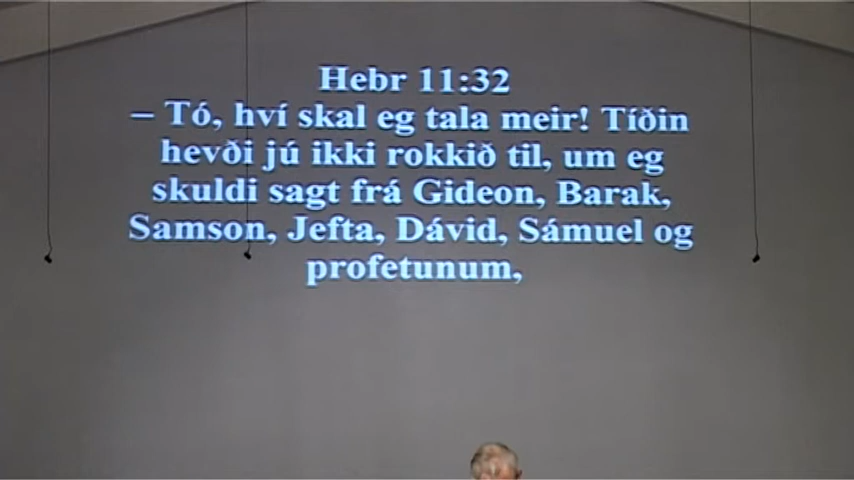 Hebr 11:32
– Tó, hví skal eg tala meir! Tíðin
hevði jú ikki rokkið til, um eg
skuldi sagt frá Gideon, Barak,
Samson, Jefta, Dávid, Sámuel og
profetunum,